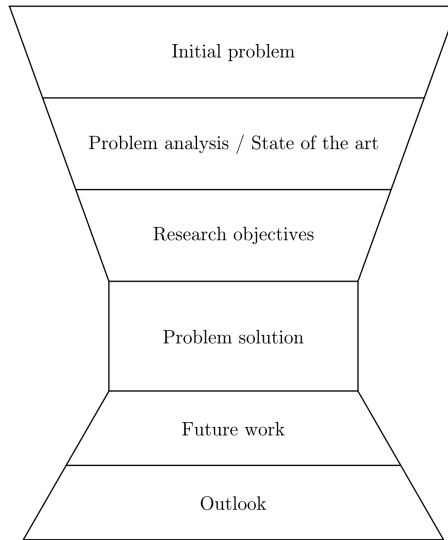 Initial problem
Problem analysis / State of the art
Research objectives
Problem solution
Future work
Outlook